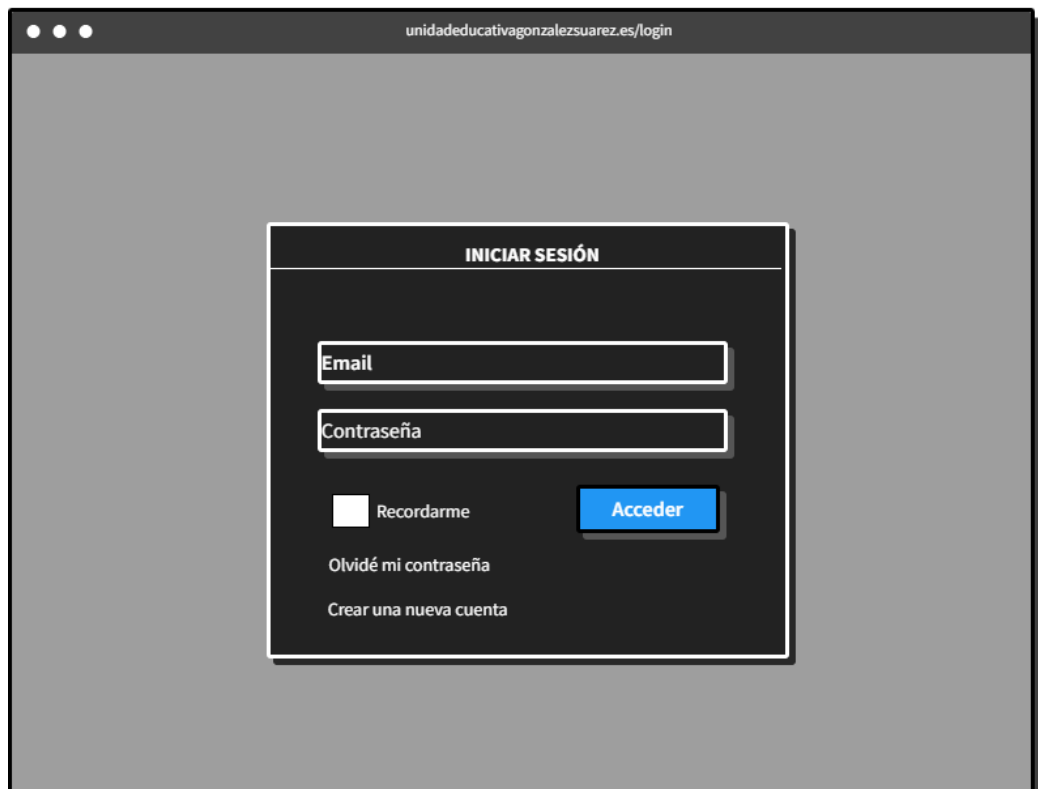 unidadeducativagonzalezsuarez.es/login
INICIAR SESIÓN
Email
Contraseña
Recordarme
Acceder
Olvidé mi contraseña
Crear una nueva cuenta